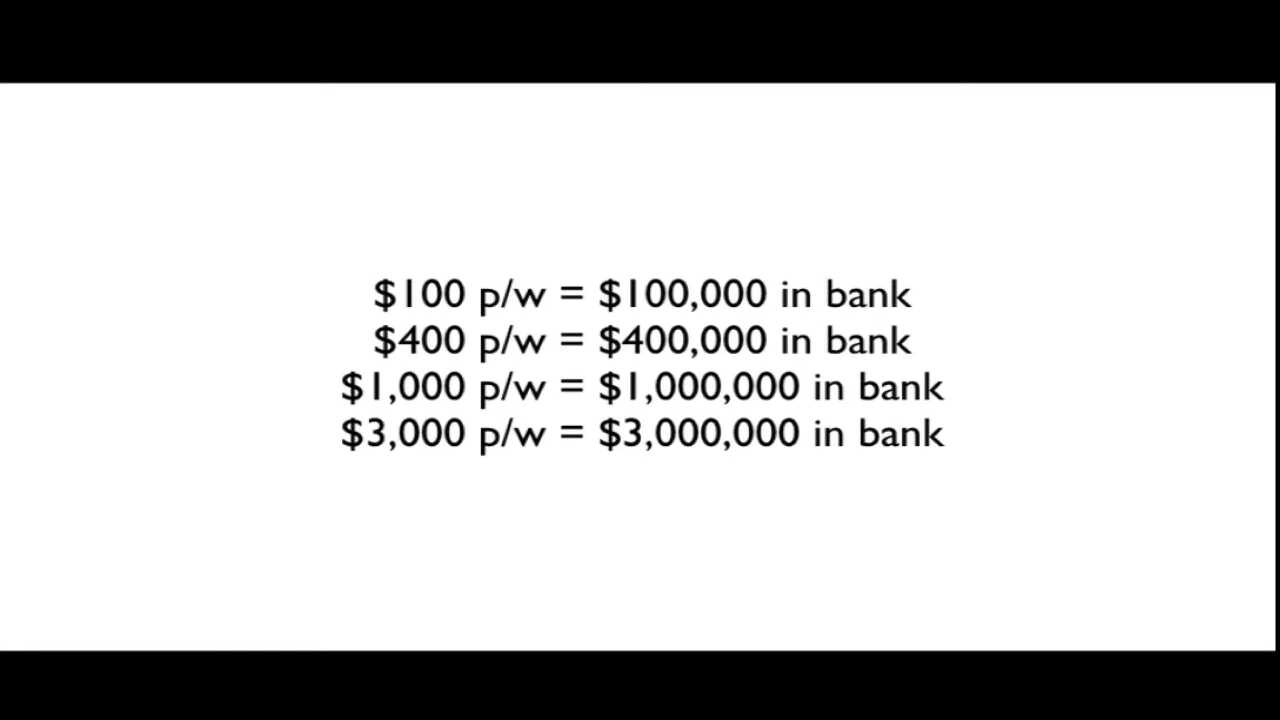 $100 p/w = $100,000 in bank
$400 p/w = $400,000 in bank
$1,000 p/w = $1,000,000 in bank
$3,000 p/w = $3,000,000 in bank